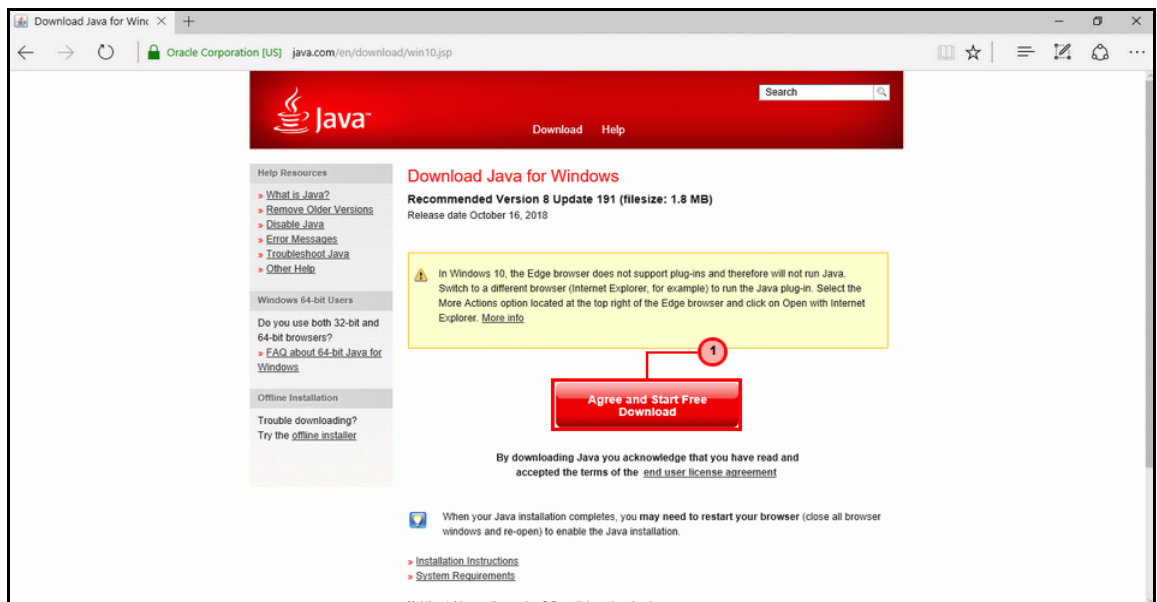 Download Java for Winc
Oracle Corporation [US] java.com/en/download/win10.jsp
Java™
Search
Download Help
Help Resources
» What is Java?
» Remove Older Versions
» Disable Java
» Error Messages
» Troubleshoot Java
» Other Help
Windows 64-bit Users
Do you use both 32-bit and
64-bit browsers?
» FAQ about 64-bit Java for
Windows
Offline Installation
Trouble downloading?
Try the offline installer
Download Java for Windows
Recommended Version 8 Update 191 (filesize: 1.8 MB)
Release date October 16, 2018
In Windows 10, the Edge browser does not support plug-ins and therefore will not run Java.
Switch to a different browser (Internet Explorer, for example) to run the Java plug-in. Select the
More Actions option located at the top right of the Edge browser and click on Open with Internet
Explorer. More info
1
Agree and Start Free
Download
By downloading Java you acknowledge that you have read and
accepted the terms of the end user license agreement
When your Java installation completes, you may need to restart your browser (close all browser
windows and re-open) to enable the Java installation.
» Installation Instructions
» System Requirements